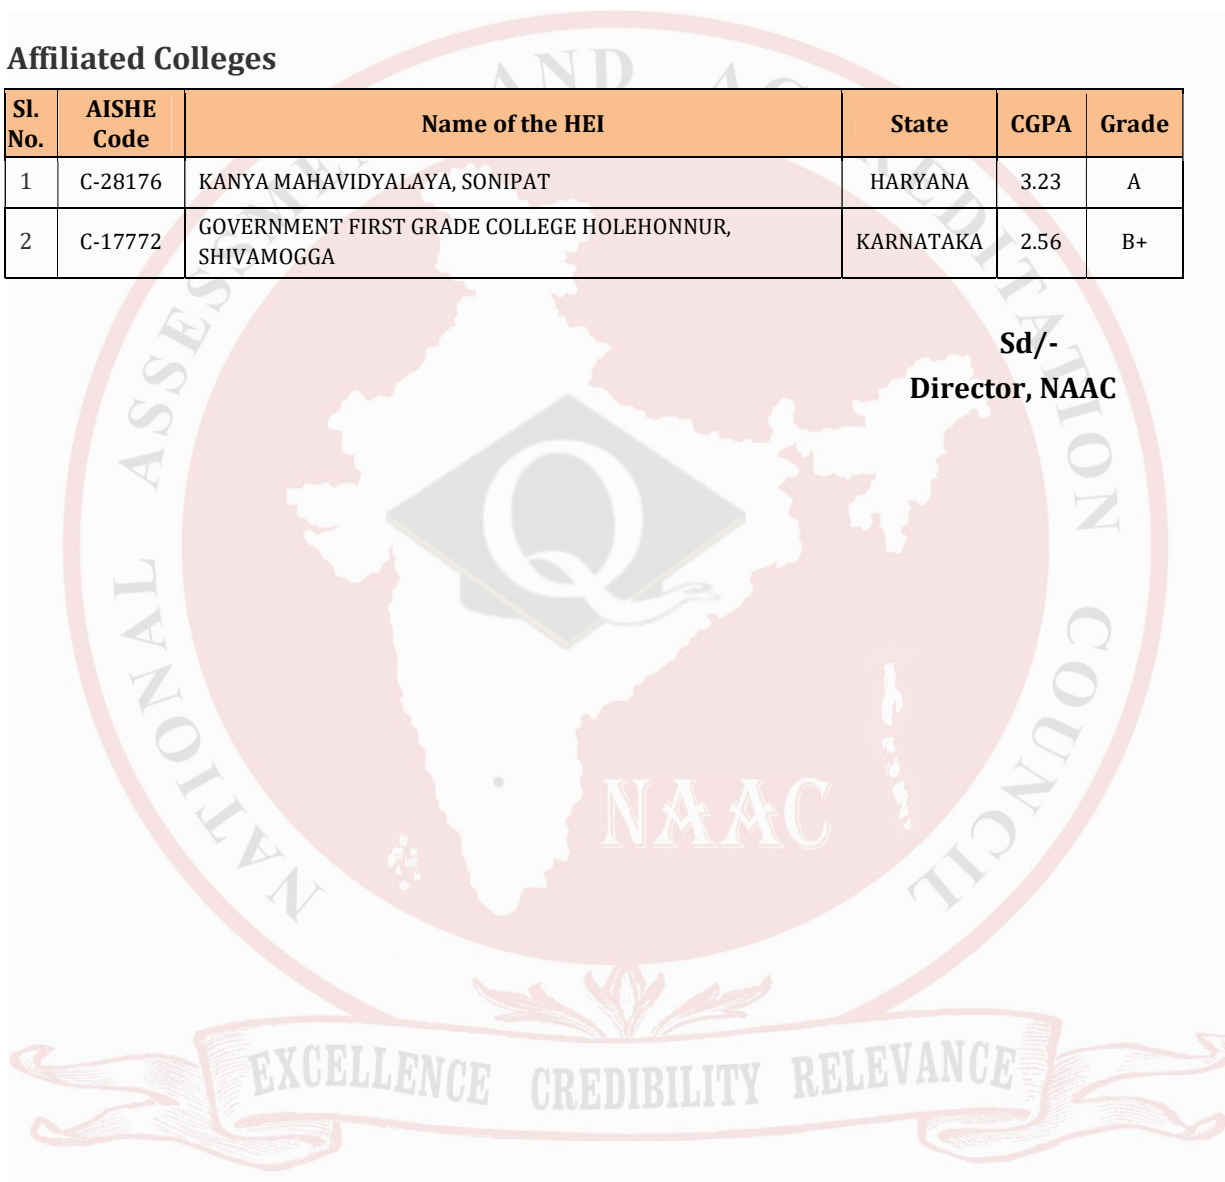 Affiliated Colleges
Sl. No. AISHE Code Name of the HEI State CGPA Grade
1 C-28176 KANYA MAHAVIDYALAYA, SONIPAT HARYANA 3.23 A
2 C-17772 GOVERNMENT FIRST GRADE COLLEGE HOLEHONNUR, SHIVAMOGGA KARNATAKA 2.56 B+
Sd/-
Director, NAAC
NATIONAL ASSESSMENT AND ACCREDITATION COUNCIL
Q
NAAC
EXCELLENCE CREDIBILITY RELEVANCE